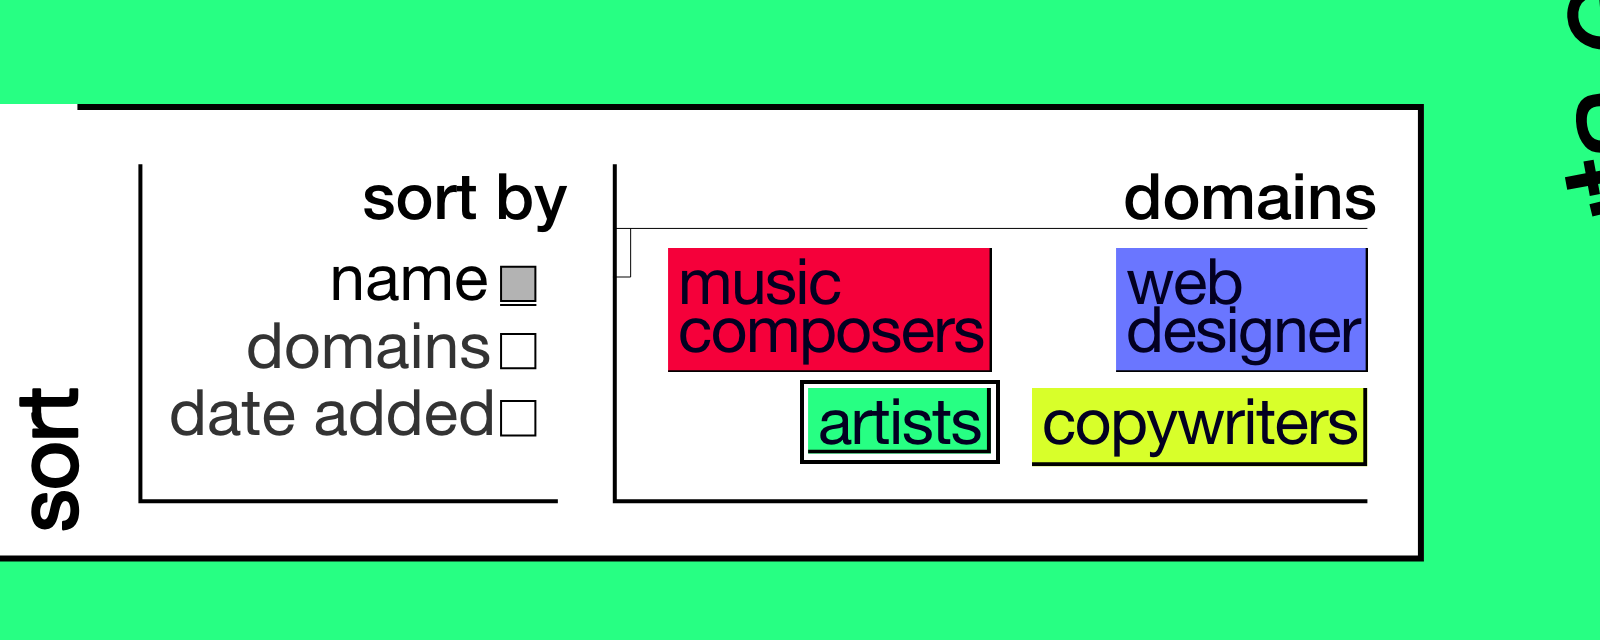 sort
sort by
name
domains
date added
domains
music
composers
web
designer
artists
copywriters